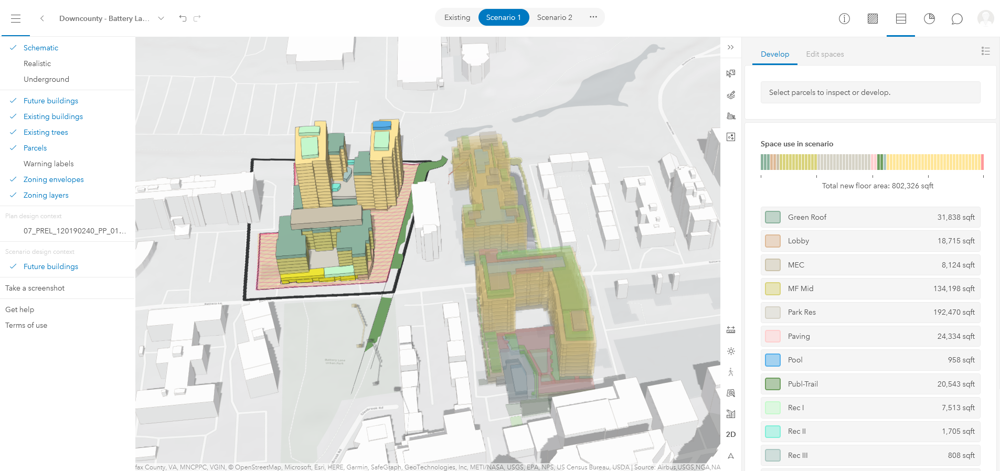 Downcounty - Battery La...
Existing
Scenario 1
Scenario 2
Schematic
Realistic
Underground
Future buildings
Existing buildings
Existing trees
Parcels
Warning labels
Zoning envelopes
Zoning layers
Plan design context
07_PREL_120190240_PP_01...
Scenario design context
Future buildings
Take a screenshot
Get help
Terms of use
Battery La
Battery Lane
Urban Park
Glenbrook Rd
2D
fax County, VA, MNCPPC, VGIN, © OpenStreetMap, Microsoft, Esri, HERE, Garmin, SafeGraph, GeoTechnologies, Inc, METI/NASA, USGS, EPA, NPS, US Census Bureau, USDA | Source: Airbus,USGS,NGA,NA
Develop
Edit spaces
Select parcels to inspect or develop.
Space use in scenario
Total new floor area: 802,326 sqft
Green Roof 31,838 sqft
Lobby 18,715 sqft
MEC 8,124 sqft
MF Mid 134,198 sqft
Park Res 192,470 sqft
Paving 24,334 sqft
Pool 958 sqft
Publ-Trail 20,543 sqft
Rec I 7,513 sqft
Rec II 1,705 sqft
Rec III 808 sqft